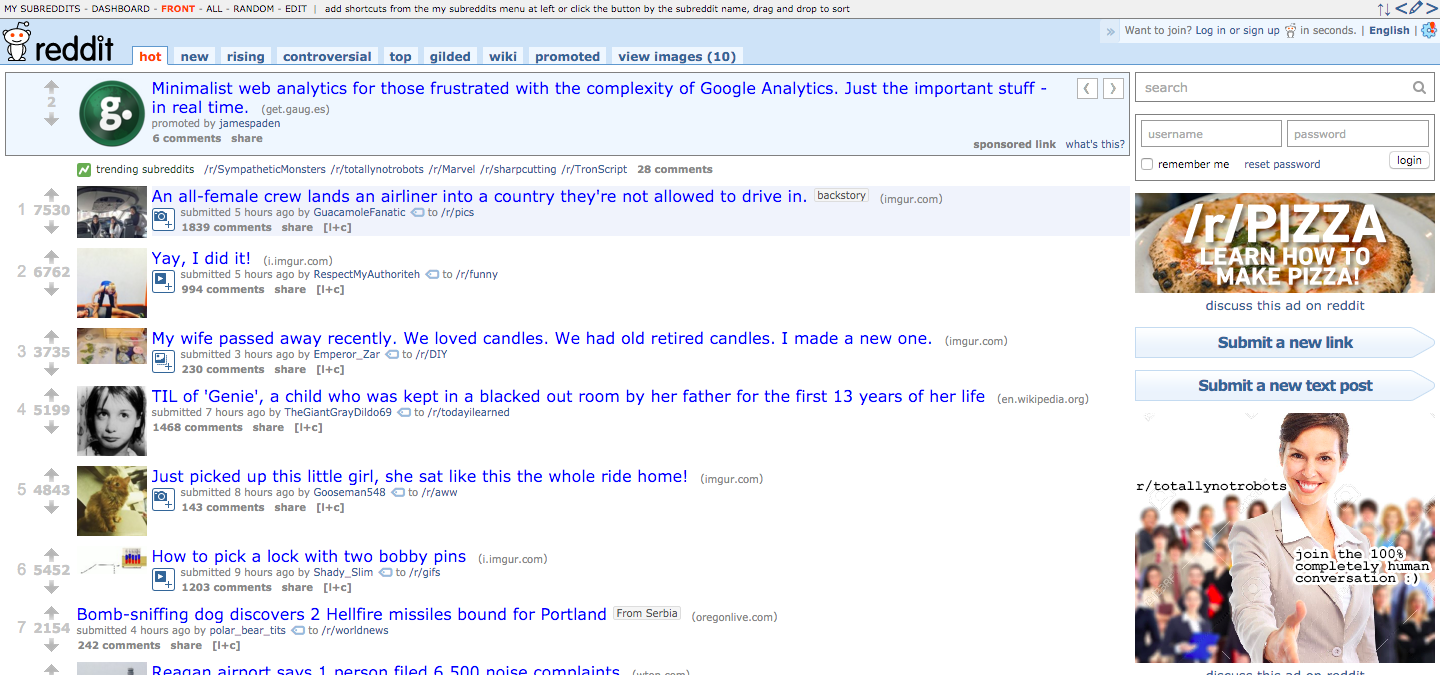 MY SUBREDDITS - DASHBOARD - FRONT - ALL - RANDOM - EDIT | add shortcuts from the my subreddits menu at left or click the button by the subreddit name, drag and drop to sort
reddit
hot new rising controversial top gilded wiki promoted view images (10)
» Want to join? Log in or sign up in seconds. | English |
2
Minimalist web analytics for those frustrated with the complexity of Google Analytics. Just the important stuff -
in real time. (get.gaug.es)
promoted by jamespaden
6 comments share
sponsored link what's this?
g.
trending subreddits /r/SympatheticMonsters /r/totallynotrobots /r/Marvel /r/sharpcutting /r/TronScript 28 comments
1 7530
An all-female crew lands an airliner into a country they're not allowed to drive in. backstory (imgur.com)
submitted 5 hours ago by GuacamoleFanatic to /r/pics
1839 comments share [l+c]
2 6762
Yay, I did it! (i.imgur.com)
submitted 5 hours ago by RespectMyAuthoriteh to /r/funny
994 comments share [l+c]
3 3735
My wife passed away recently. We loved candles. We had old retired candles. I made a new one. (imgur.com)
submitted 3 hours ago by Emperor_Zar to /r/DIY
230 comments share [l+c]
4 5199
TIL of 'Genie', a child who was kept in a blacked out room by her father for the first 13 years of her life (en.wikipedia.org)
submitted 7 hours ago by TheGiantGrayDildo69 to /r/todayilearned
1468 comments share [l+c]
5 4843
Just picked up this little girl, she sat like this the whole ride home! (imgur.com)
submitted 8 hours ago by Gooseman548 to /r/aww
143 comments share [l+c]
6 5452
How to pick a lock with two bobby pins (i.imgur.com)
submitted 9 hours ago by Shady_Slim to /r/gifs
1203 comments share [l+c]
7 2154
Bomb-sniffing dog discovers 2 Hellfire missiles bound for Portland From Serbia (oregonlive.com)
submitted 4 hours ago by polar_bear_tits to /r/worldnews
242 comments share [l+c]
Reagan airport says 1 person filed 6,500 noise complaints (wtop.com)
search
username password
remember me reset password login
/r/PIZZA
LEARN HOW TO
MAKE PIZZA!
discuss this ad on reddit
Submit a new link
Submit a new text post
r/totallynotrobots
join the 100%
completely human
conversation :)
discuss this ad on reddit